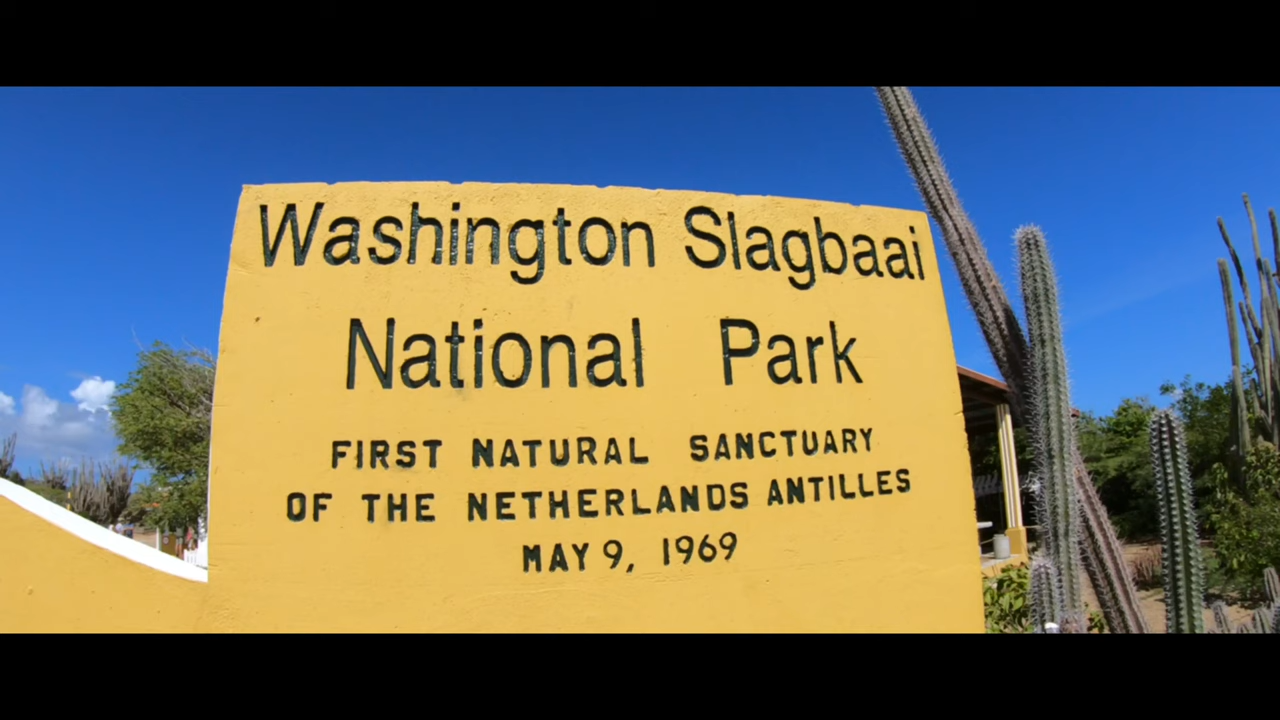 Washington Slagbaai
National Park
FIRST NATURAL SANCTUARY
OF THE NETHERLANDS ANTILLES
MAY 9, 1969